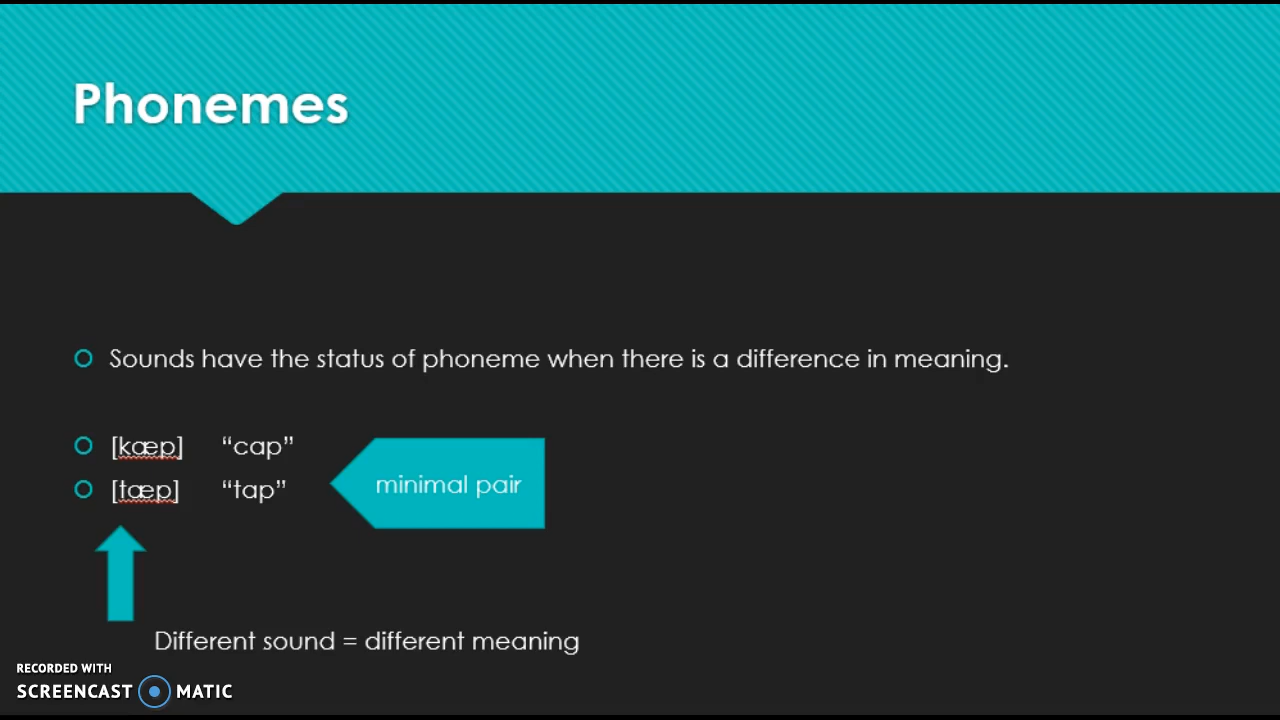 Phonemes
Sounds have the status of phoneme when there is a difference in meaning.
[kæp] “cap”
[tæp] “tap”
minimal pair
Different sound = different meaning
RECORDED WITH
SCREENCAST MATIC